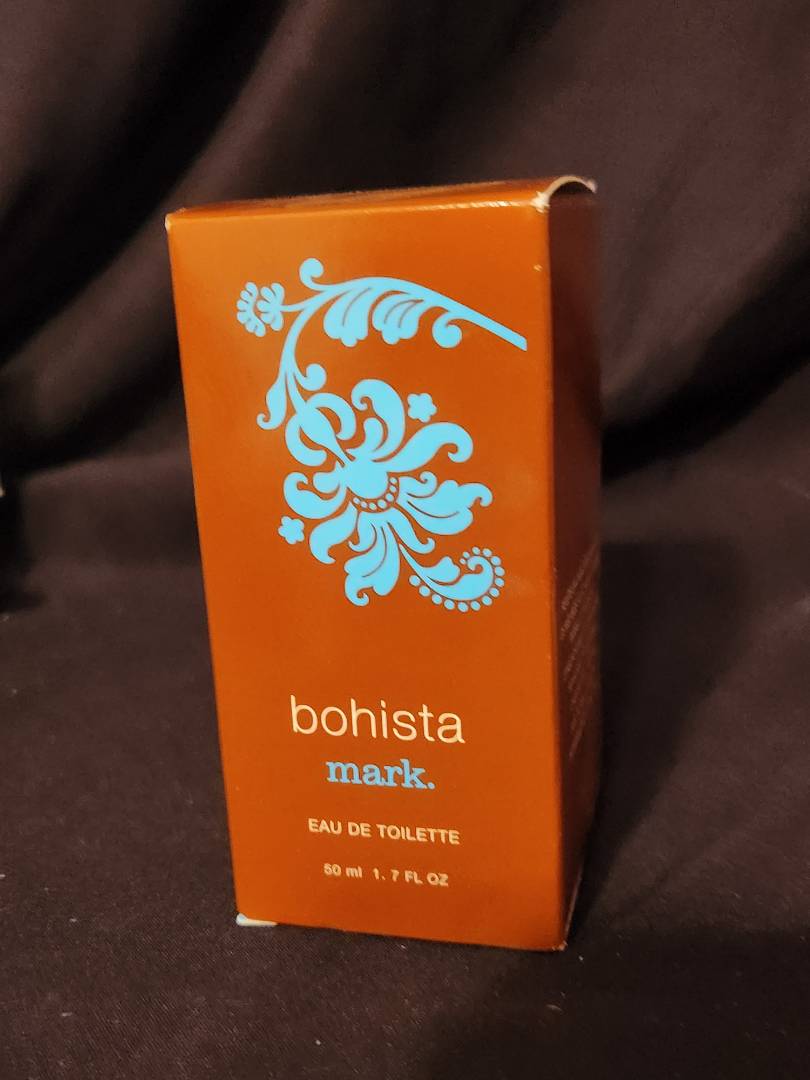 bohista
mark.
EAU DE TOILETTE
50 ml 1.7 FL OZ